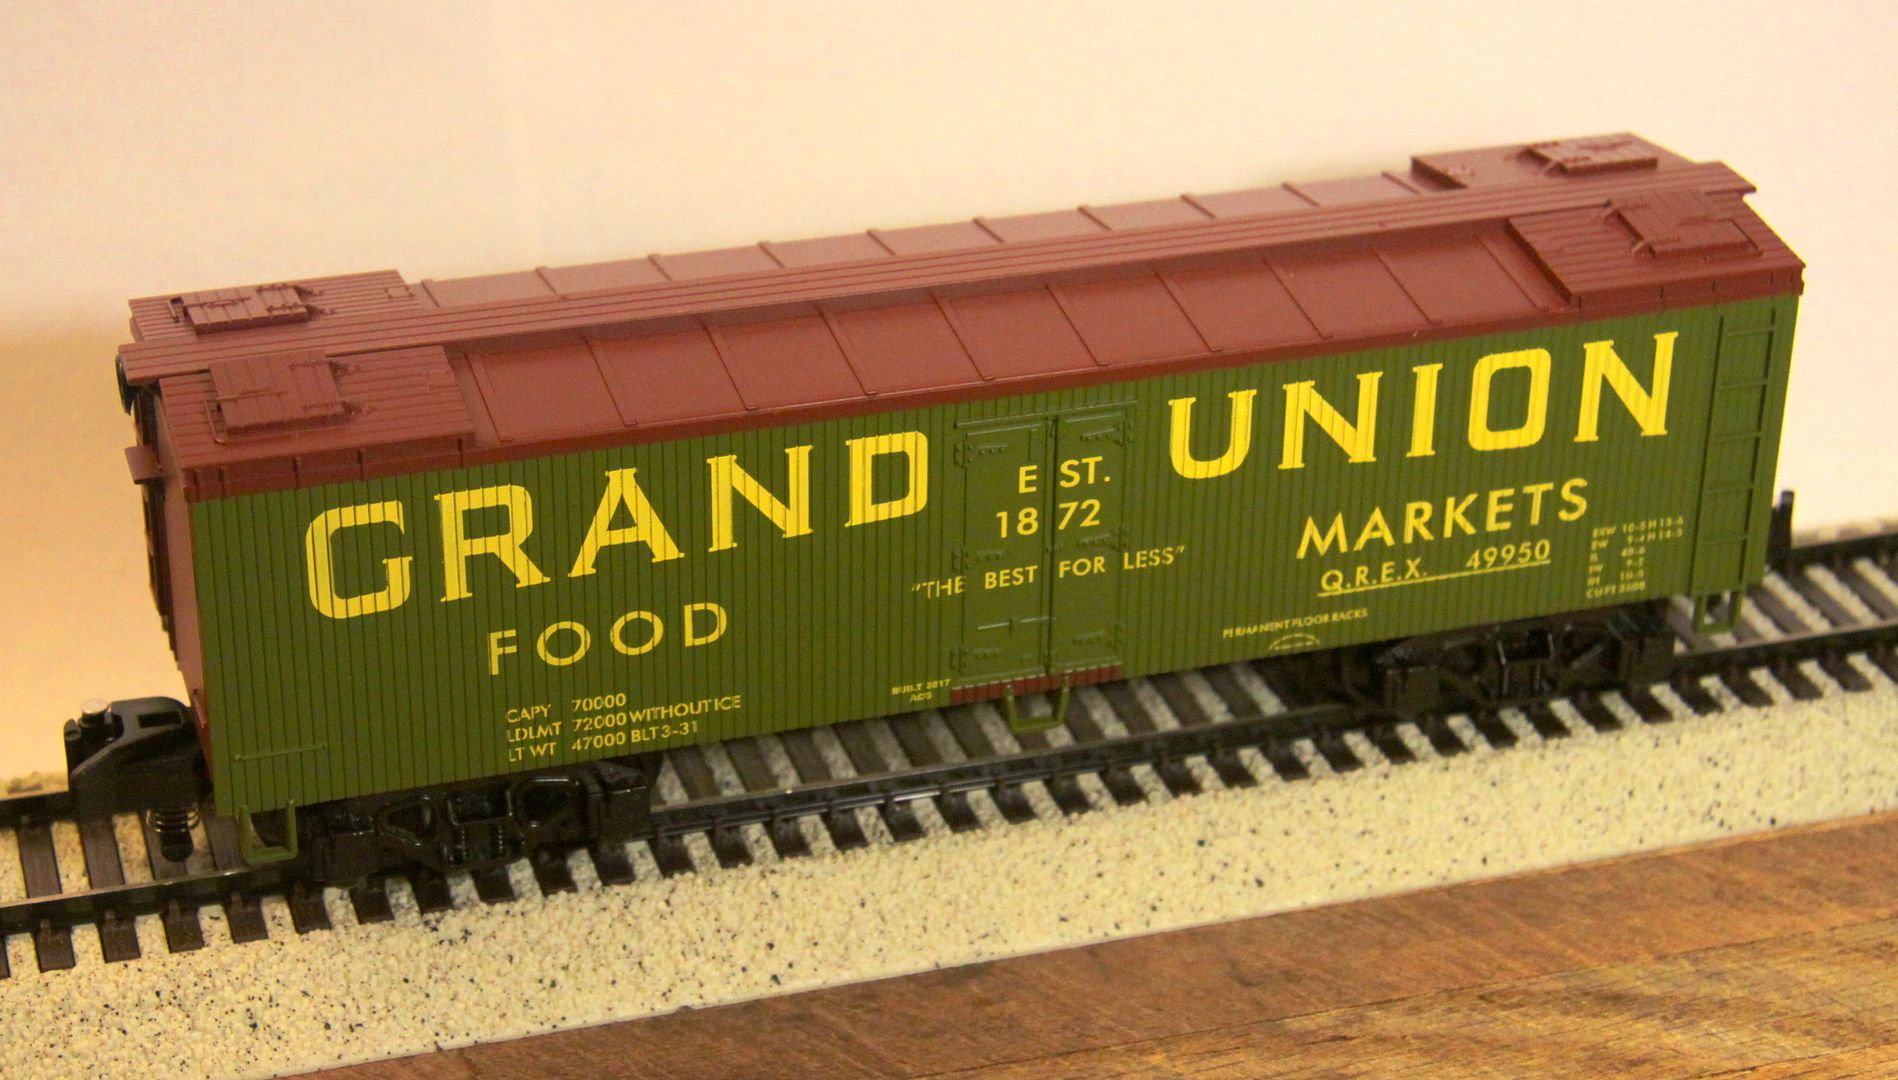 GRAND UNION
FOOD
EST.
1872
MARKETS
"THE BEST FOR LESS"
Q.R.E.X. 49950
PERMANENT FLOOR RACKS
BUILT 2017
CAPY 70000
LDLMT 72000 WITHOUT ICE
LT WT 47000 BLT 3-31